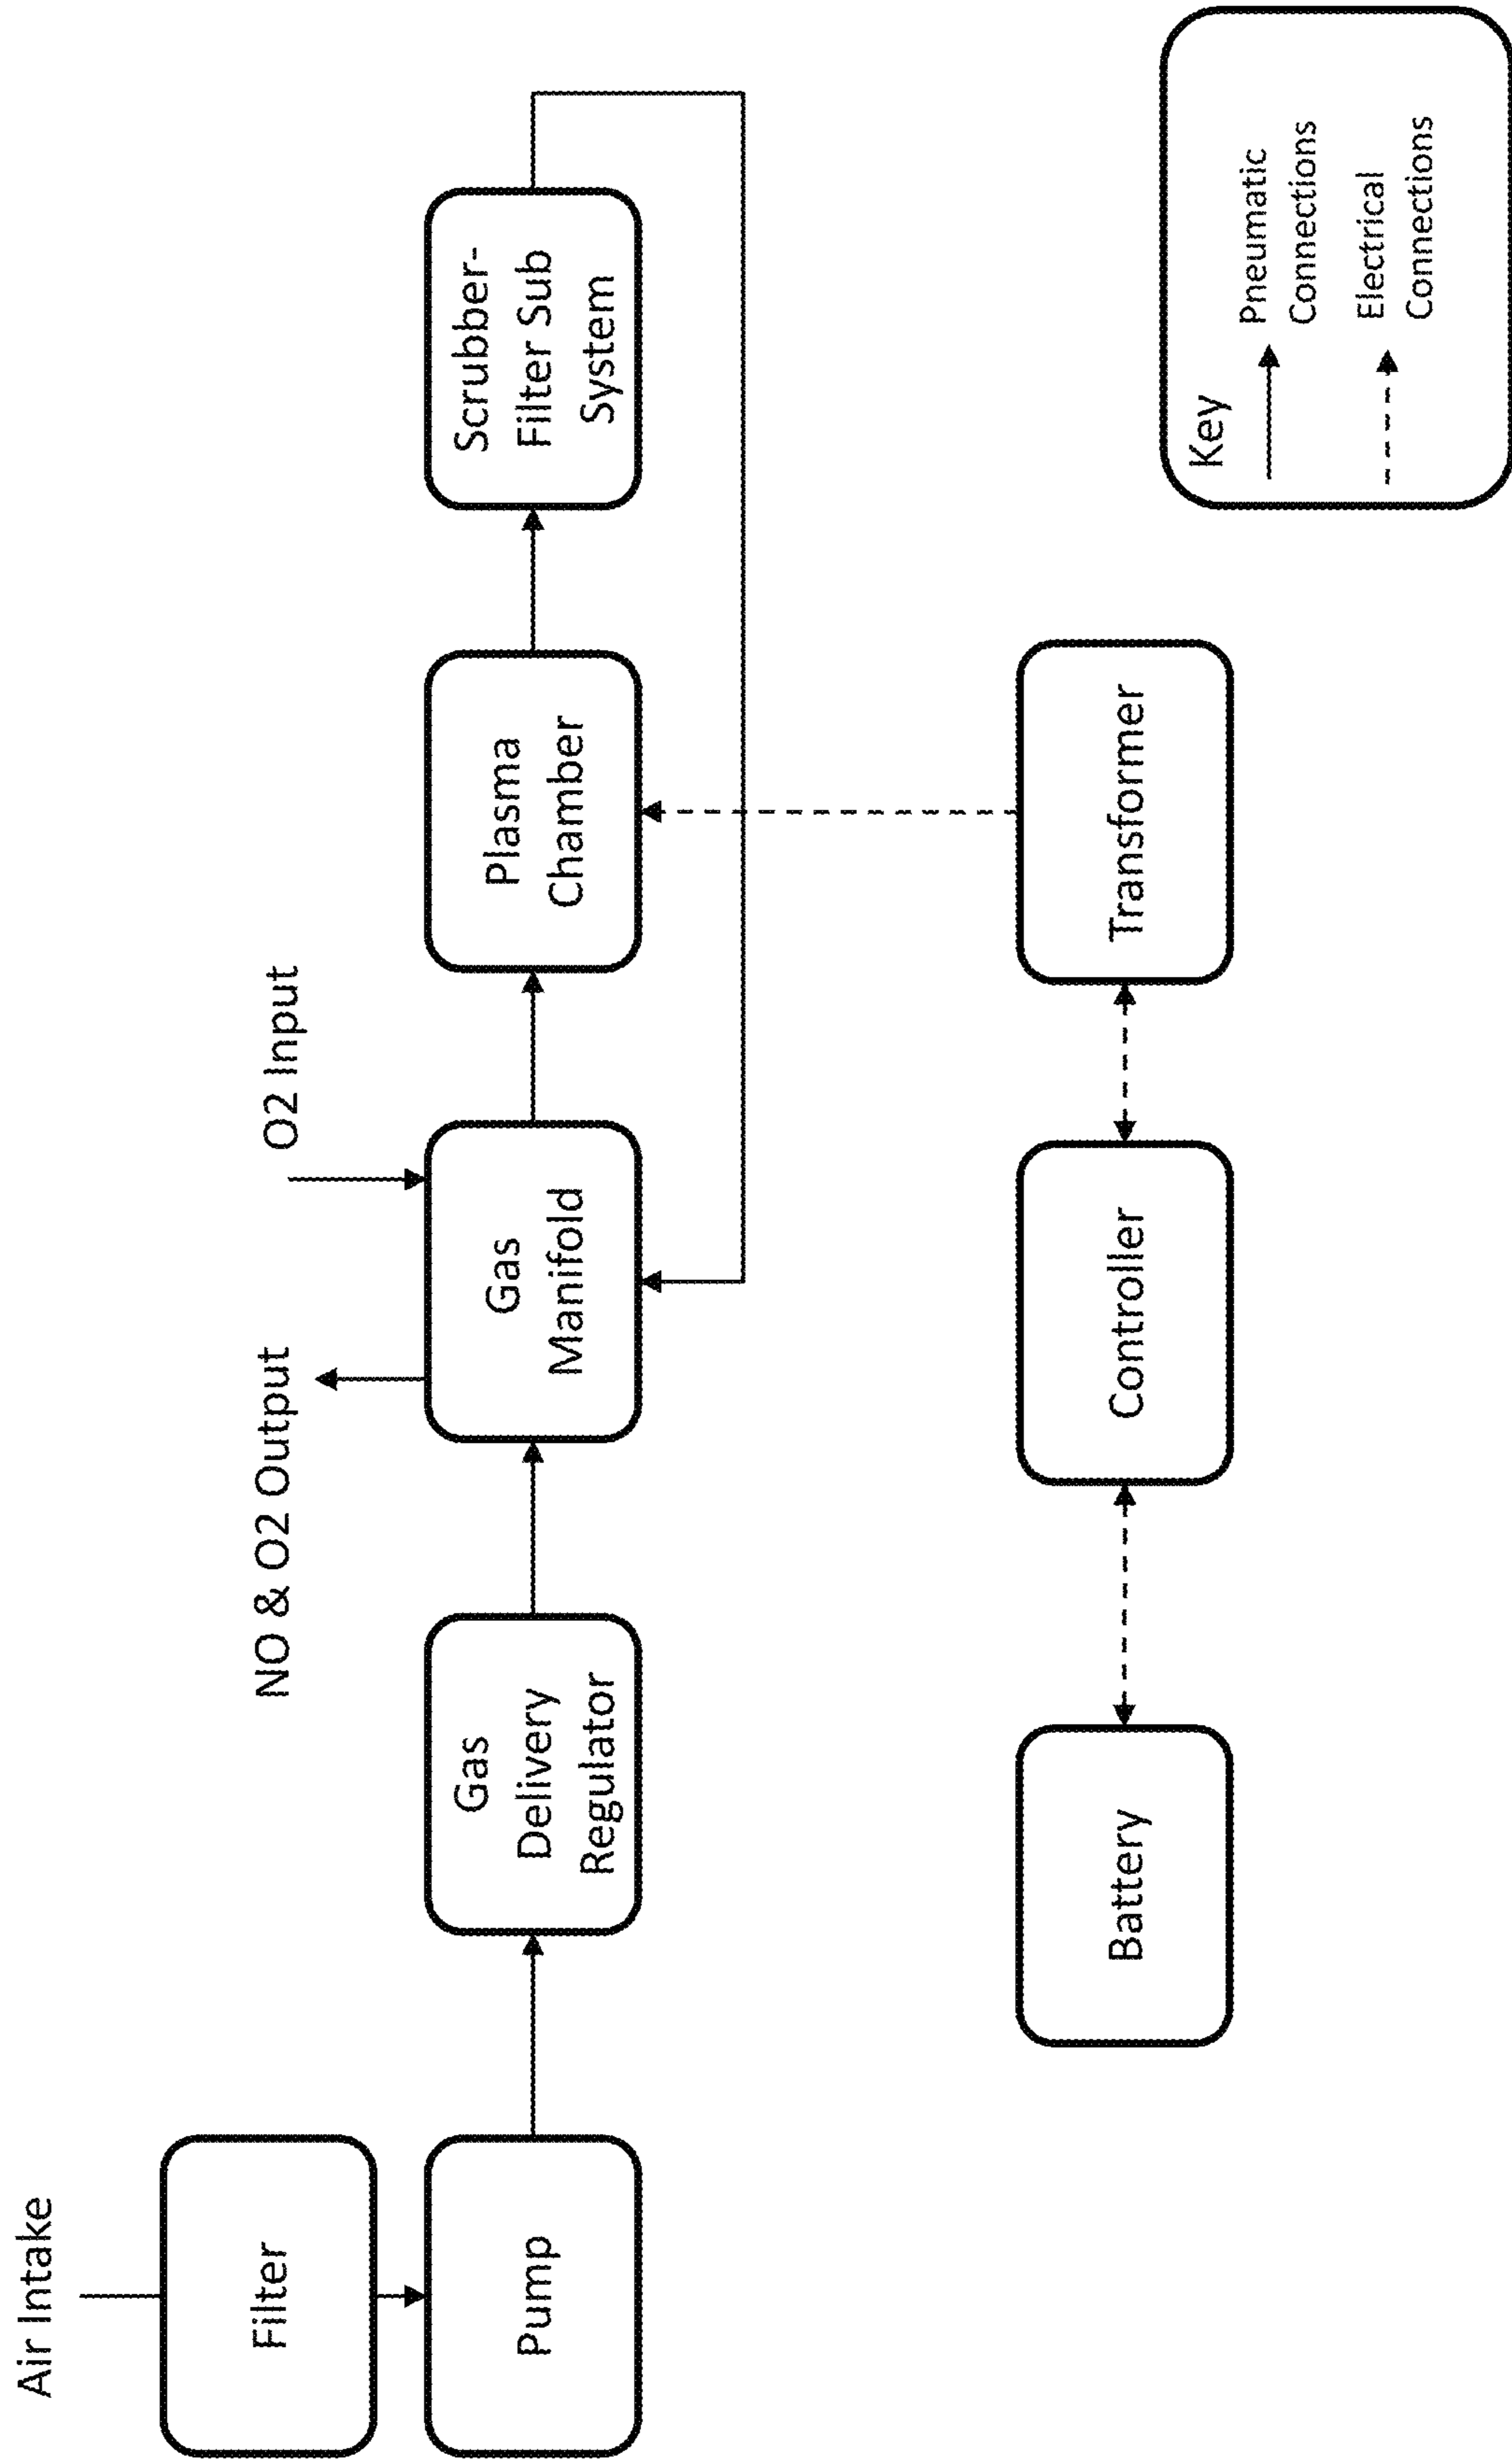 Air Intake
Filter
Pump
Gas
Delivery
Regulator
NO & O2 Output
O2 Input
Gas
Manifold
Plasma
Chamber
Scrubber-
Filter Sub
System
Battery
Controller
Transformer
Key
Pneumatic
Connections
Electrical
Connections